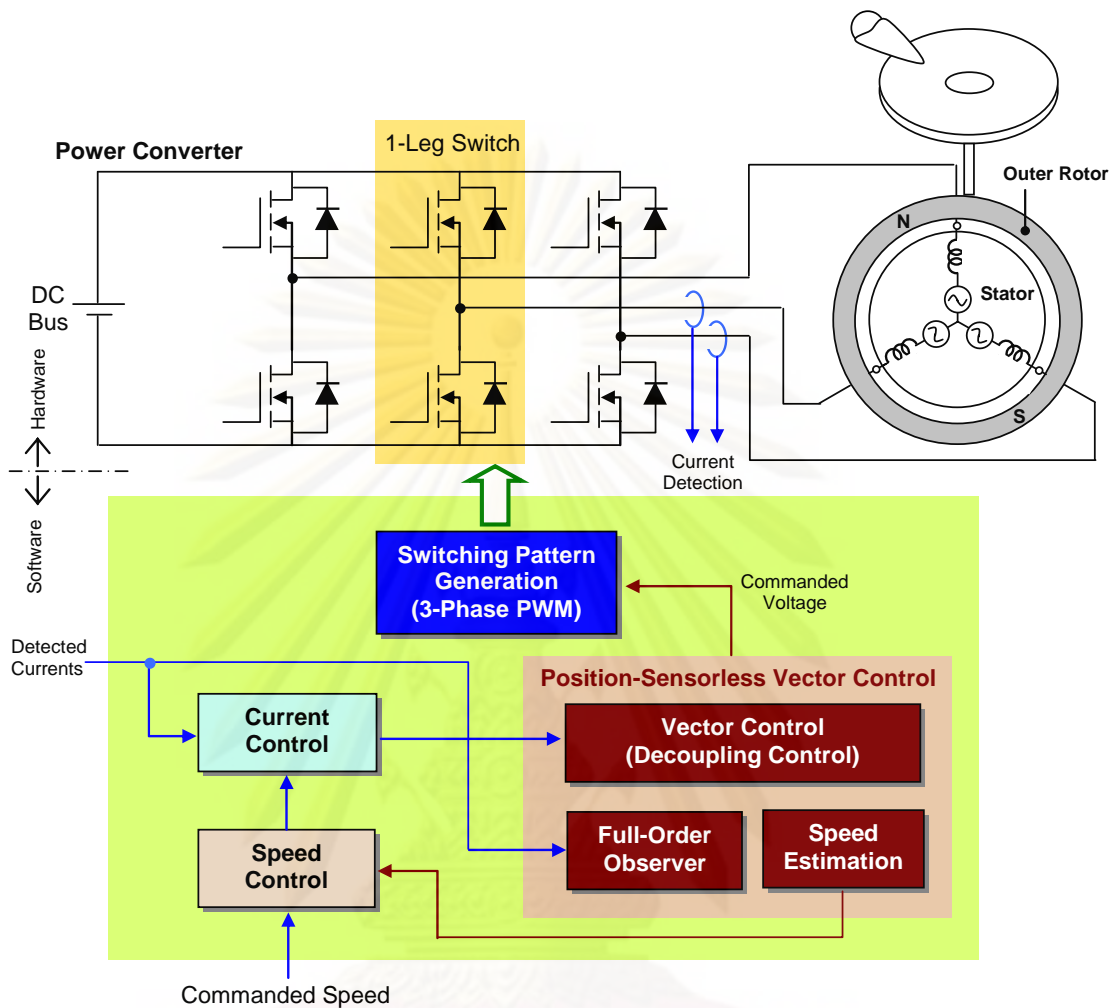 1-Leg Switch
Power Converter
Outer Rotor
N
DC
Bus
Stator
S
Hardware
Software
Current
Detection
Switching Pattern
Generation
(3-Phase PWM)
Commanded
Voltage
Detected
Currents
Position-Sensorless Vector Control
Current
Control
Vector Control
(Decoupling Control)
Speed
Control
Full-Order
Observer
Speed
Estimation
Commanded Speed